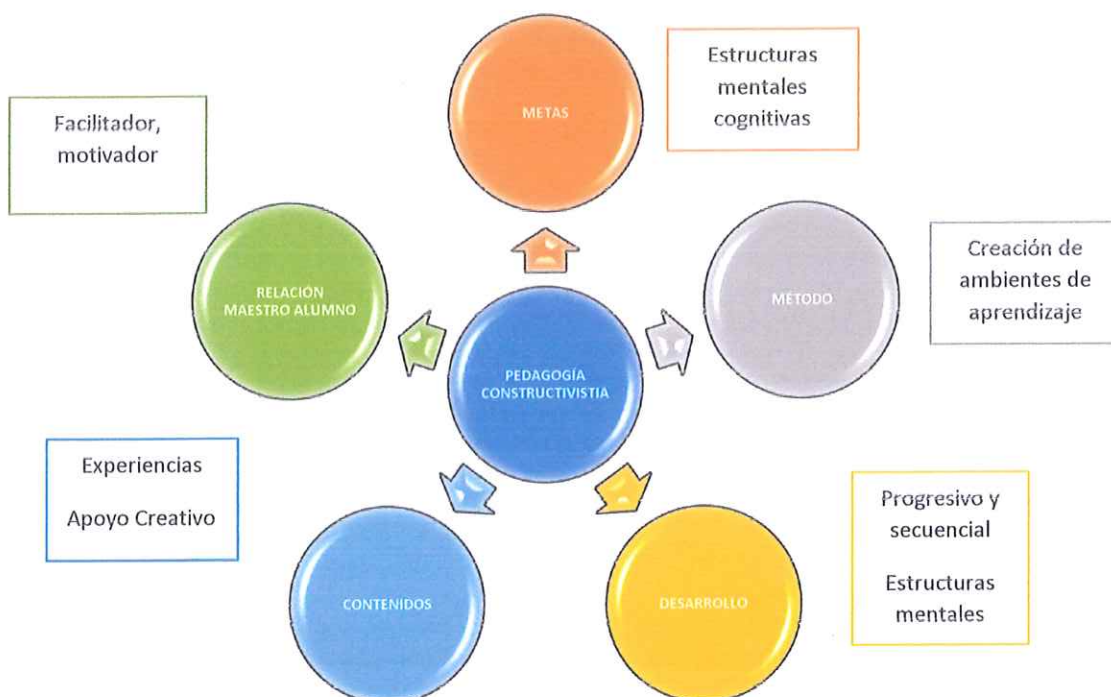 METAS
Estructuras
mentales
cognitivas
Facilitador,
motivador
RELACIÓN
MAESTRO ALUMNO
MÉTODO
Creación de
ambientes de
aprendizaje
PEDAGOGÍA
CONSTRUCTIVISTIA
Experiencias
Apoyo Creativo
CONTENIDOS
DESARROLLO
Progresivo y
secuencial
Estructuras
mentales